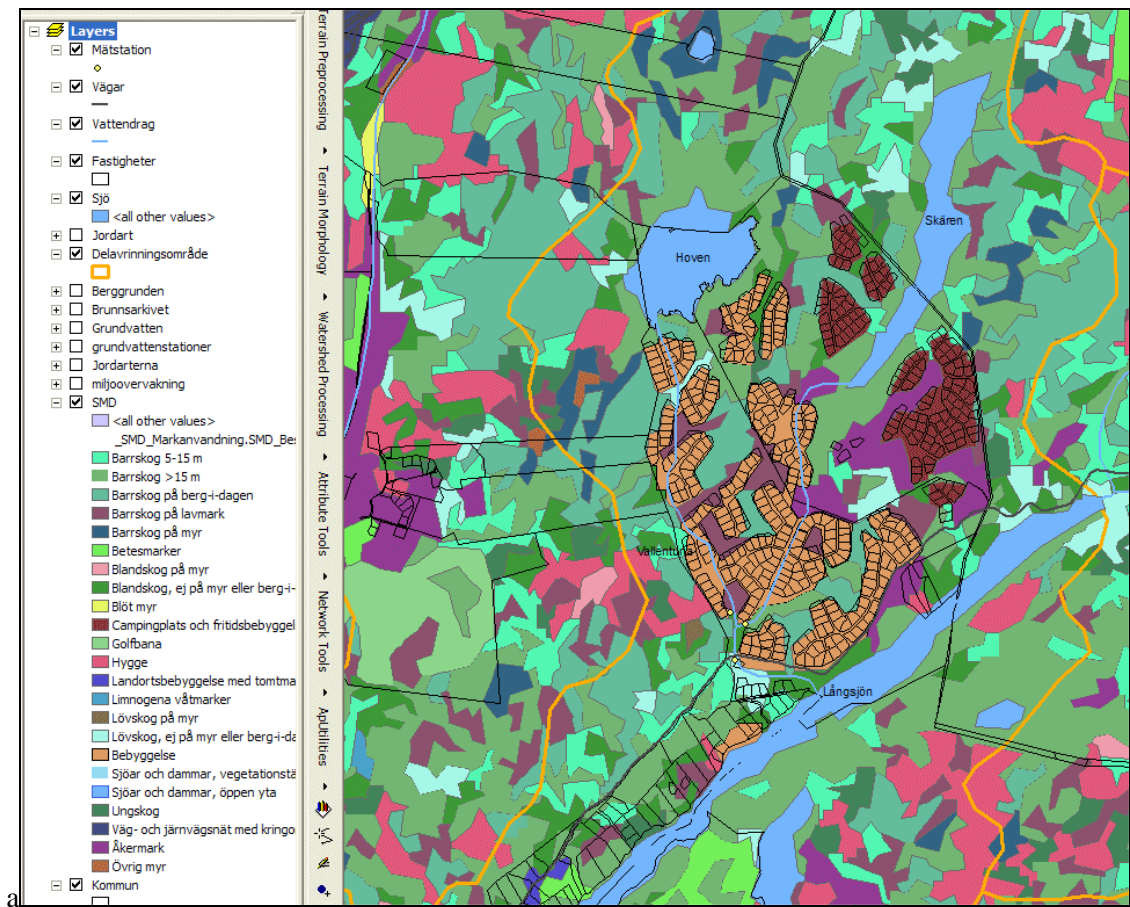 Layers
Mätstation
Vägar
Vattendrag
Fastigheter
Sjö
<all other values>
Jordart
Delavrinningsområde
Berggrunden
Brunnsarkivet
Grundvatten
grundvattenstationer
Jordarterna
miljoovervakning
SMD
<all other values>
_SMD_Markanvandning.SMD_Bes
Barrskog 5-15 m
Barrskog >15 m
Barrskog på berg-i-dagen
Barrskog på lavmark
Barrskog på myr
Betesmarker
Blandskog på myr
Blandskog, ej på myr eller berg-i-
Blöt myr
Campingplats och fritidsbebyggel
Golfbana
Hygge
Landortsbebyggelse med tomtma
Limnogena våtmarker
Lövskog på myr
Lövskog, ej på myr eller berg-i-da
Bebyggelse
Sjöar och dammar, vegetationstä
Sjöar och dammar, öppen yta
Ungskog
Väg- och järnvägsnät med kringo
Åkermark
Övrig myr
Kommun
a
Terrain Preprocessing
Terrain Morphology
Watershed Processing
Attribute Tools
Network Tools
ApUtilities
Skären
Hoven
Vallentuna
Långsjön